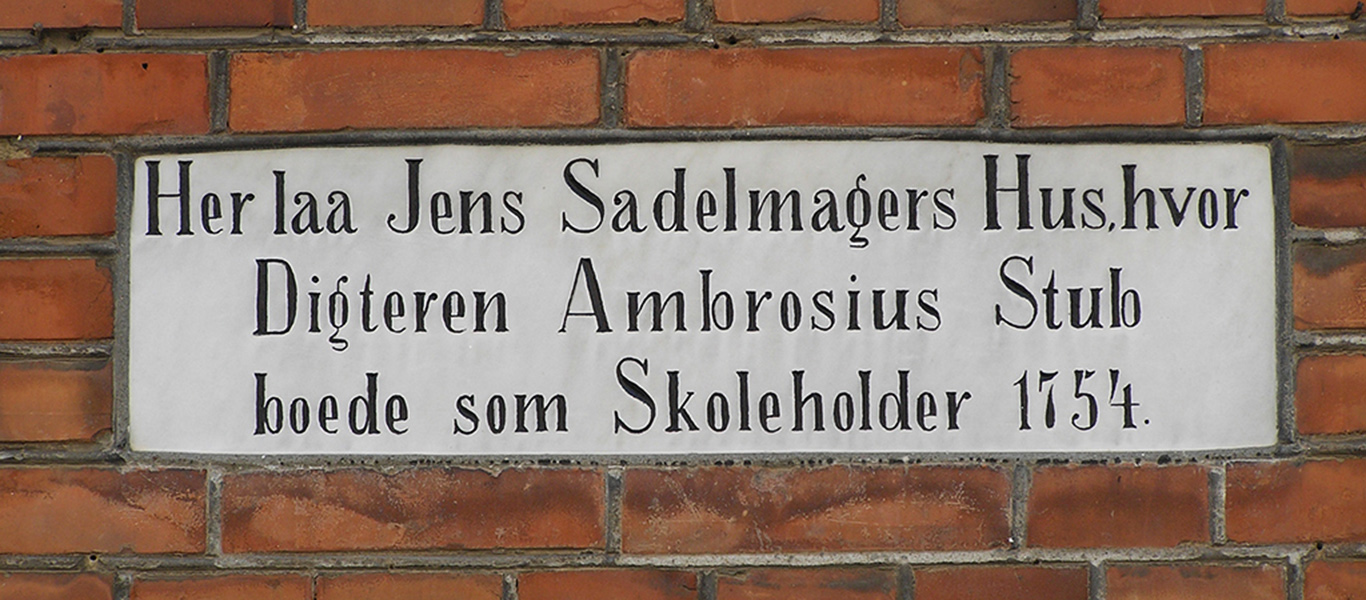 Her laa Jens Sadelmagers Hus, hvor
Digteren Ambrosius Stub
boede som Skoleholder 1754.